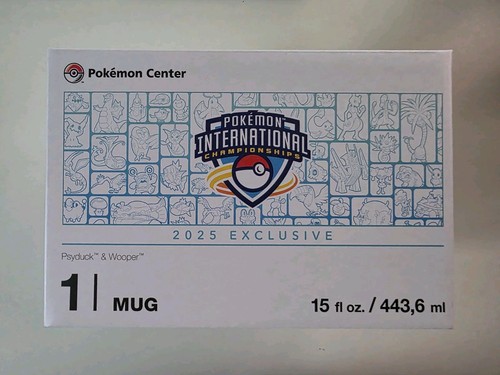 Pokémon Center
POKÉMON
INTERNATIONAL
CHAMPIONSHIPS
2025 EXCLUSIVE
Psyduck™ & Wooper™
1 | MUG
15 fl oz. / 443,6 ml